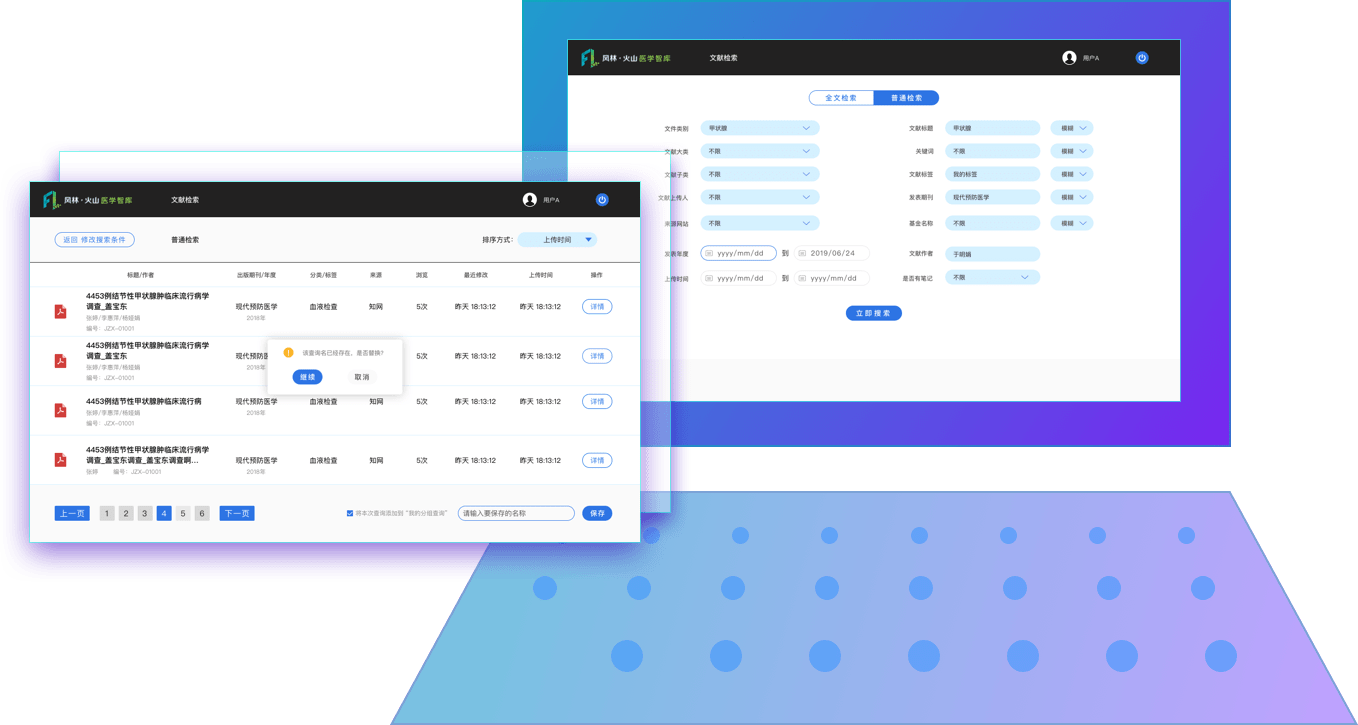 风林·火山医学智库
文献检索
用户A
全文检索
普通检索
文件类别
甲状腺
文献标题
甲状腺
模糊
文献大类
不限
关键词
不限
模糊
文献子类
不限
文献标签
我的标签
模糊
文献上传人
不限
发表期刊
现代预防医学
模糊
来源网站
不限
基金名称
不限
模糊
发表年度
yyyy/mm/dd
到
2019/06/24
文献作者
于明娟
上传时间
yyyy/mm/dd
到
yyyy/mm/dd
是否有笔记
不限
立即搜索
风林·火山医学智库
文献检索
用户A
返回 修改搜索条件
普通检索
排序方式:
上传时间
标题/作者
出版期刊/年度
分类/标签
来源
浏览
最近修改
上传时间
操作
4453例结节性甲状腺肿临床流行病学
调查_盖宝东
张婷/李惠萍/杨娅娟
编号: JZX-01001
现代预防医学
2018年
血液检查
知网
5次
昨天 18:13:12
昨天 18:13:12
详情
4453例结节性甲状腺肿临床流行病学
调查_盖宝东
张婷/李惠萍/杨娅娟
编号: JZX-01001
现代预防医
2018年
5次
昨天 18:13:12
昨天 18:13:12
详情
该查询名已经存在, 是否替换?
继续
取消
4453例结节性甲状腺肿临床流行病
张婷/李惠萍/杨娅娟
编号: JZX-01001
现代预防医学
2018年
血液检查
知网
5次
昨天 18:13:12
昨天 18:13:12
详情
4453例结节性甲状腺肿临床流行病学
调查_盖宝东调查_盖宝东调查啊...
张婷 编号: JZX-01001
现代预防医学
2018年
血液检查
知网
5次
昨天 18:13:12
昨天 18:13:12
详情
上一页
1
2
3
4
5
6
下一页
将本次查询添加到“我的分组查询”
请输入要保存的名称
保存